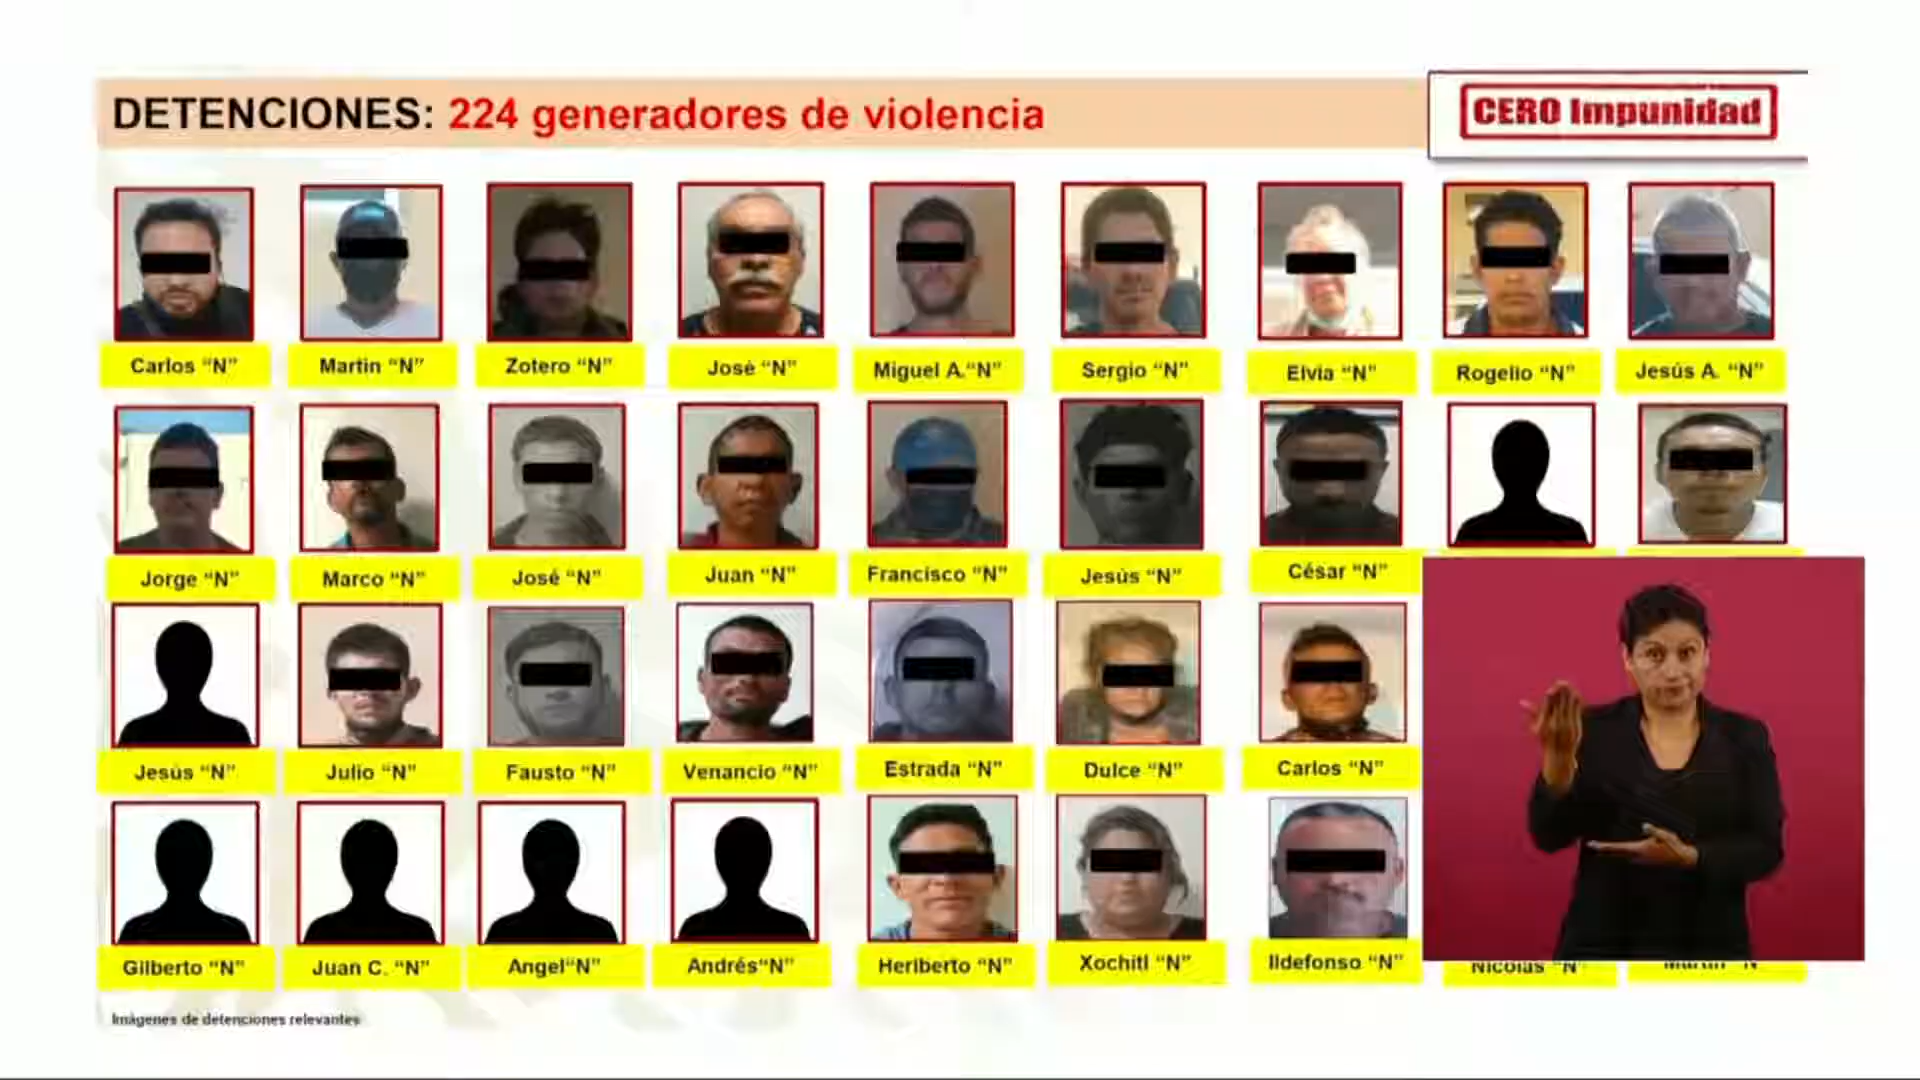 DETENCIONES: 224 generadores de violencia
CERO Impunidad
Carlos “N”
Martin “N”
Zotero “N”
José “N”
Miguel A.“N”
Sergio “N”
Elvia “N”
Rogelio “N”
Jesús A. “N”
Jorge “N”
Marco “N”
José “N”
Juan “N”
Francisco “N”
Jesús “N”
César “N”
Jesús “N”
Julio “N”
Fausto “N”
Venancio “N”
Estrada “N”
Dulce “N”
Carlos “N”
Gilberto “N”
Juan C. “N”
Angel“N”
Andrés“N”
Heriberto “N”
Xochitl “N”
Ildefonso “N”
Nicolás “N”
Imágenes de detenciones relevantes